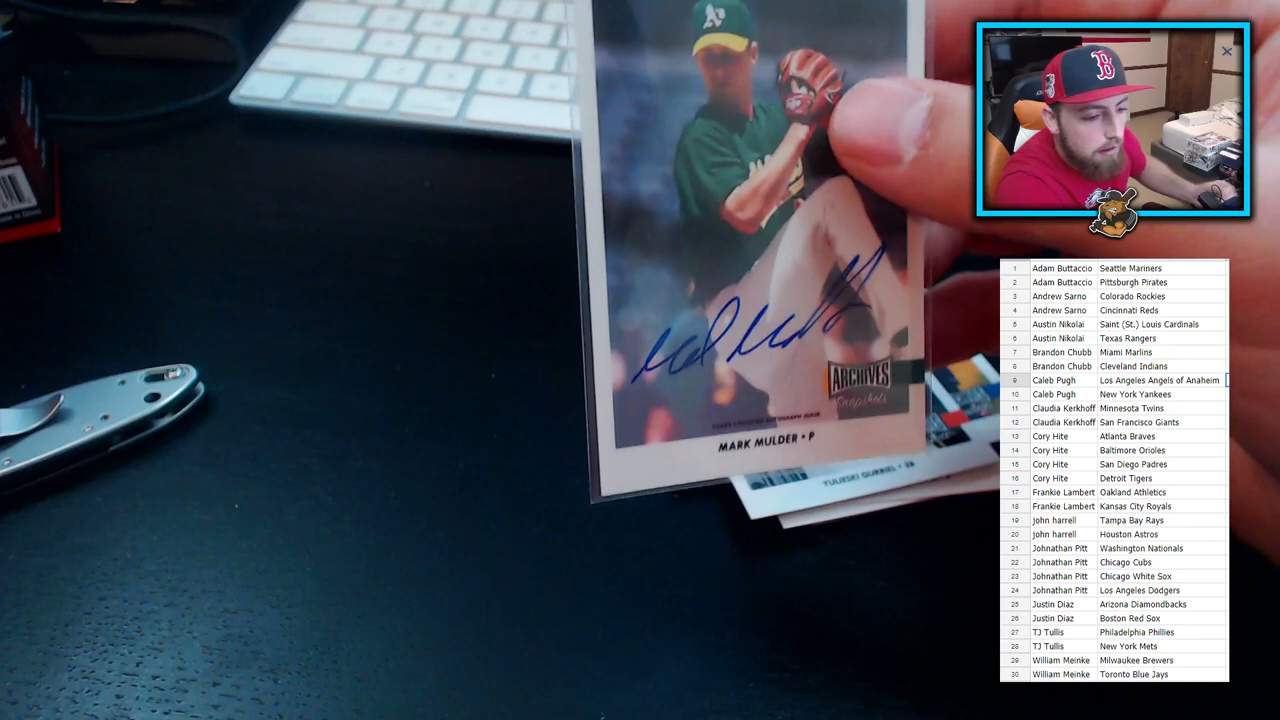 A's
B
ARCHIVES
Snapshots
MARK MULDER • P
YULIESKI GURRIEL • 3B
1 Adam Buttaccio Seattle Mariners
2 Adam Buttaccio Pittsburgh Pirates
3 Andrew Sarno Colorado Rockies
4 Andrew Sarno Cincinnati Reds
5 Austin Nikolai Saint (St.) Louis Cardinals
6 Austin Nikolai Texas Rangers
7 Brandon Chubb Miami Marlins
8 Brandon Chubb Cleveland Indians
9 Caleb Pugh Los Angeles Angels of Anaheim
10 Caleb Pugh New York Yankees
11 Claudia Kerkhoff Minnesota Twins
12 Claudia Kerkhoff San Francisco Giants
13 Cory Hite Atlanta Braves
14 Cory Hite Baltimore Orioles
15 Cory Hite San Diego Padres
16 Cory Hite Detroit Tigers
17 Frankie Lambert Oakland Athletics
18 Frankie Lambert Kansas City Royals
19 john harrell Tampa Bay Rays
20 john harrell Houston Astros
21 Johnathan Pitt Washington Nationals
22 Johnathan Pitt Chicago Cubs
23 Johnathan Pitt Chicago White Sox
24 Johnathan Pitt Los Angeles Dodgers
25 Justin Diaz Arizona Diamondbacks
26 Justin Diaz Boston Red Sox
27 TJ Tullis Philadelphia Phillies
28 TJ Tullis New York Mets
29 William Meinke Milwaukee Brewers
30 William Meinke Toronto Blue Jays